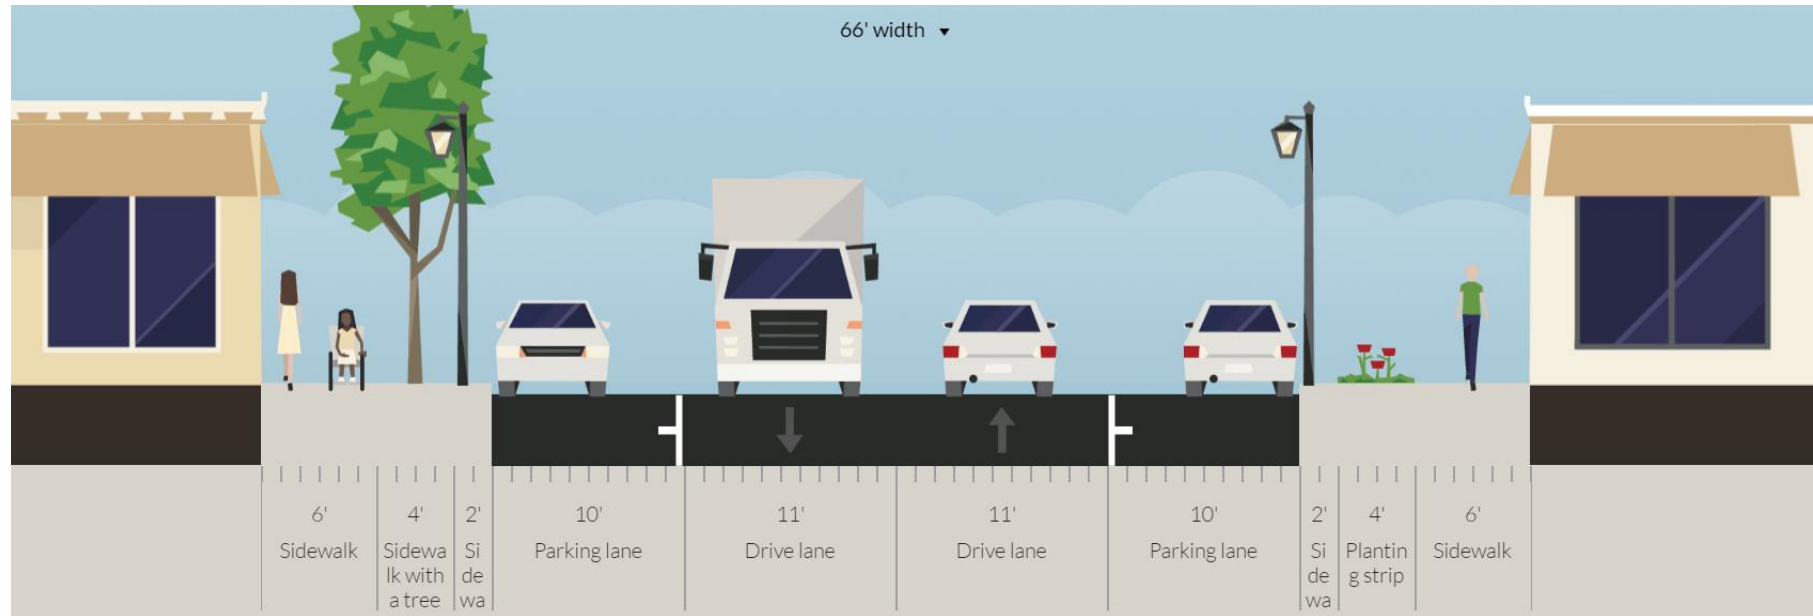 66' width
6'
Sidewalk
4'
Sidewa
lk with
a tree
2'
Si
de
wa
10'
Parking lane
11'
Drive lane
11'
Drive lane
10'
Parking lane
2'
Si
de
wa
4'
Plantin
g strip
6'
Sidewalk